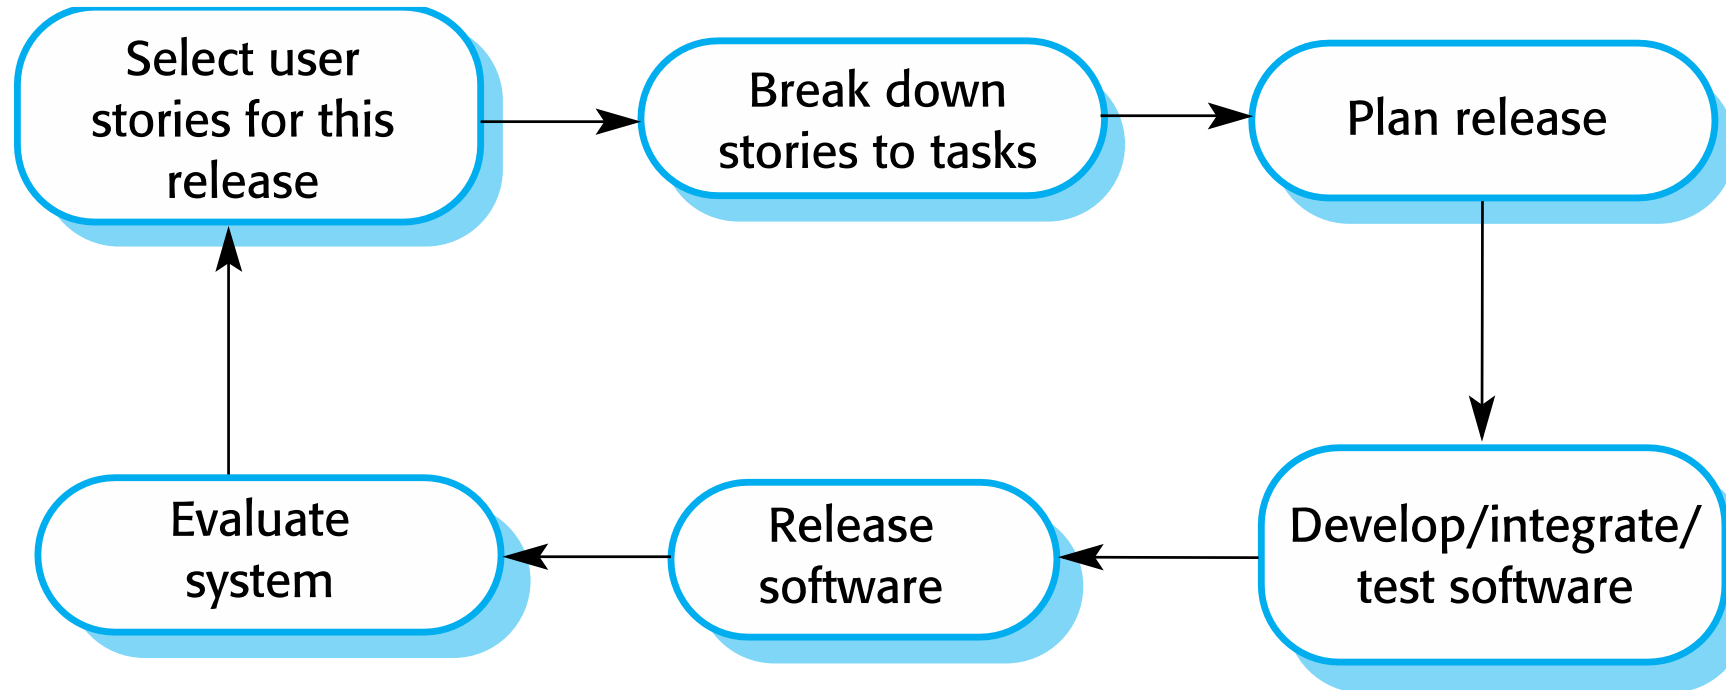 Select user
stories for this
release
Break down
stories to tasks
Plan release
Develop/integrate/
test software
Release
software
Evaluate
system